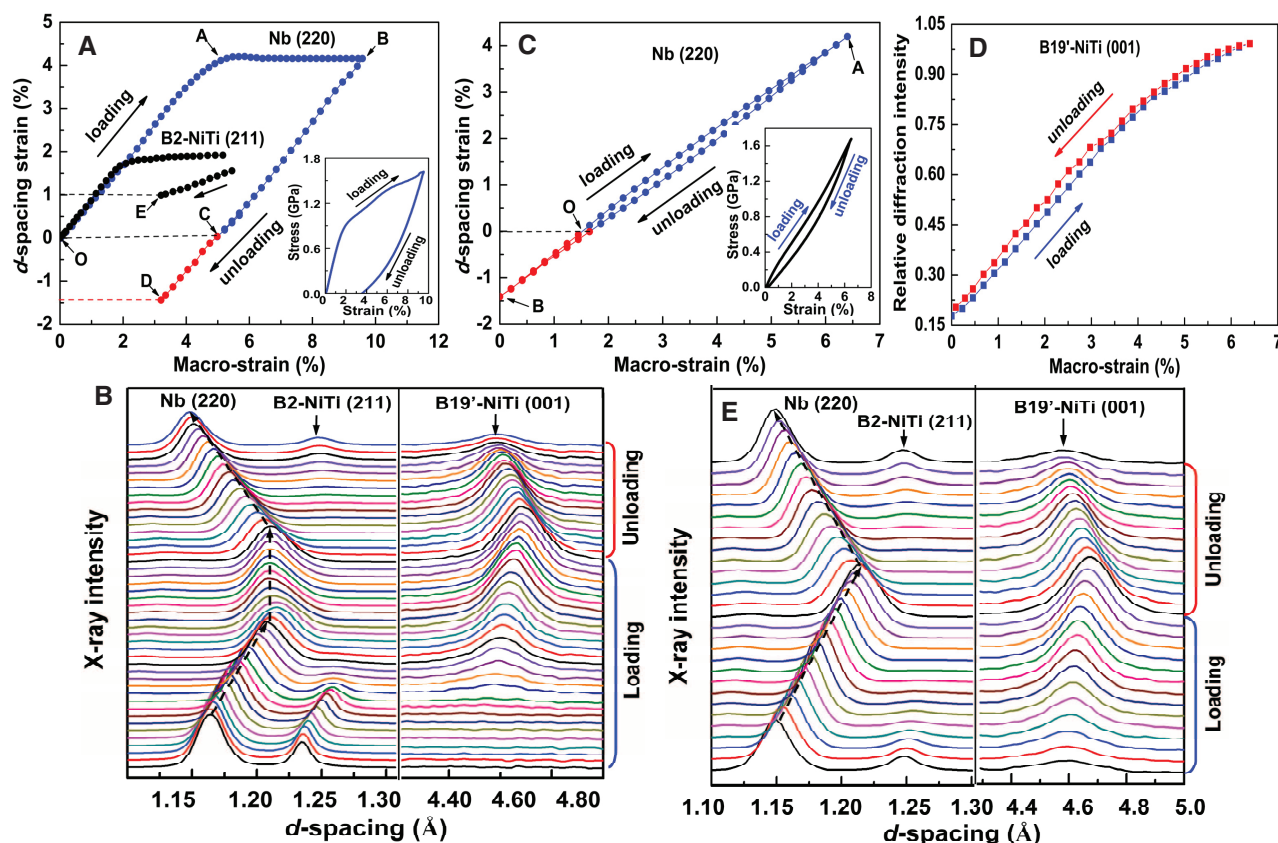 A
Nb (220)
A
B
loading
B2-NiTi (211)
E
C
O
D
unloading
d-spacing strain (%)
5
4
3
2
1
0
-1
-2
0 2 4 6 8 10 12
Macro-strain (%)
Stress (GPa)
1.8
1.2
0.6
0.0
0 2 4 6 8 10
Strain (%)
loading
unloading
C
Nb (220)
A
O
B
loading
unloading
d-spacing strain (%)
4
3
2
1
0
-1
-2
0 1 2 3 4 5 6 7
Macro-strain (%)
Stress (GPa)
1.8
1.2
0.6
0.0
0 2 4 6 8
Strain (%)
loading
unloading
D
B19'-NiTi (001)
unloading
loading
Relative diffraction intensity
1.05
0.90
0.75
0.60
0.45
0.30
0.15
0 1 2 3 4 5 6 7
Macro-strain (%)
B
Nb (220)
B2-NiTi (211)
B19’-NiTi (001)
X-ray intensity
Unloading
Loading
1.15 1.20 1.25 1.30 4.40 4.60 4.80
d-spacing (Å)
E
Nb (220)
B2-NiTi (211)
B19’-NiTi (001)
X-ray intensity
Unloading
Loading
1.10 1.15 1.20 1.25 1.30 4.4 4.6 4.8 5.0
d-spacing (Å)